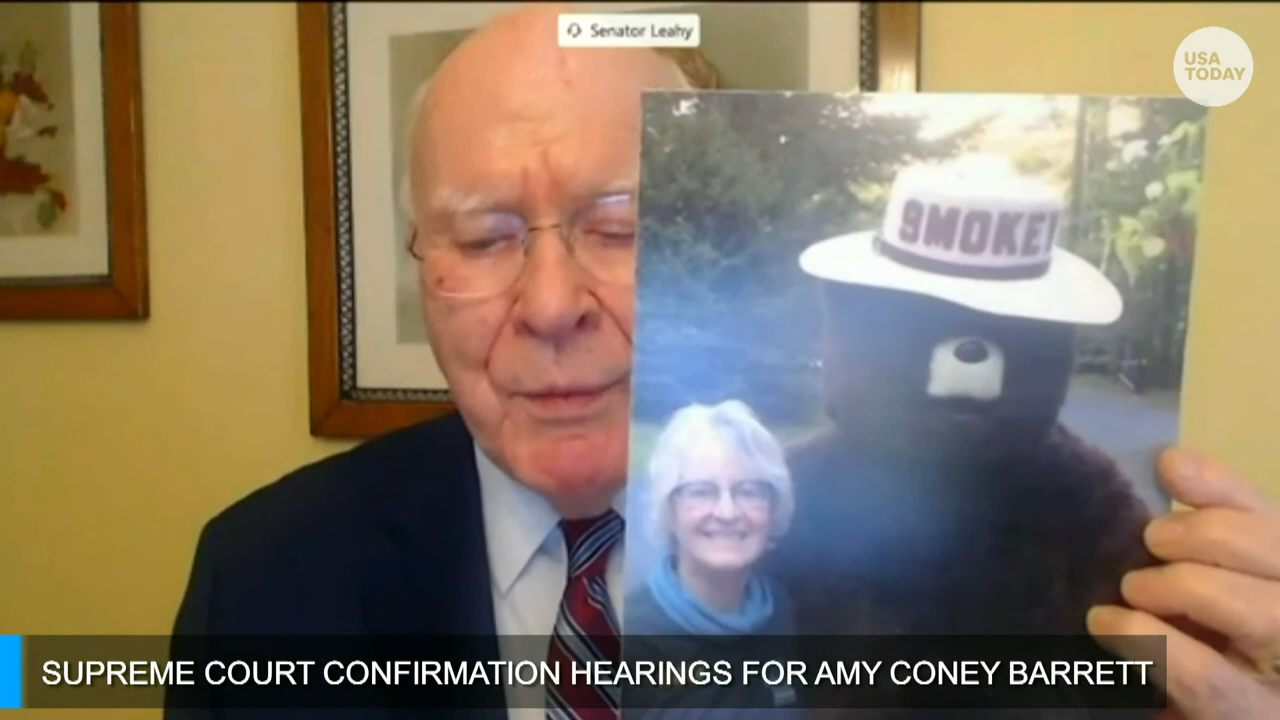 Senator Leahy
USA
TODAY
SMOKEY
SUPREME COURT CONFIRMATION HEARINGS FOR AMY CONEY BARRETT